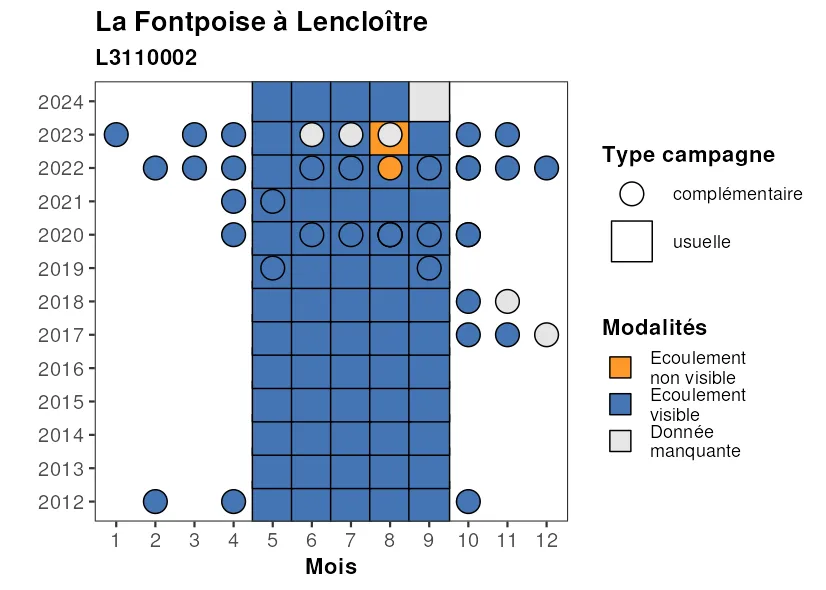 La Fontpoise à Lencloître
L3110002
2024
2023
2022
2021
2020
2019
2018
2017
2016
2015
2014
2013
2012
1 2 3 4 5 6 7 8 9 10 11 12
Mois
Type campagne
complémentaire
usuelle
Modalités
Ecoulement
non visible
Ecoulement
visible
Donnée
manquante